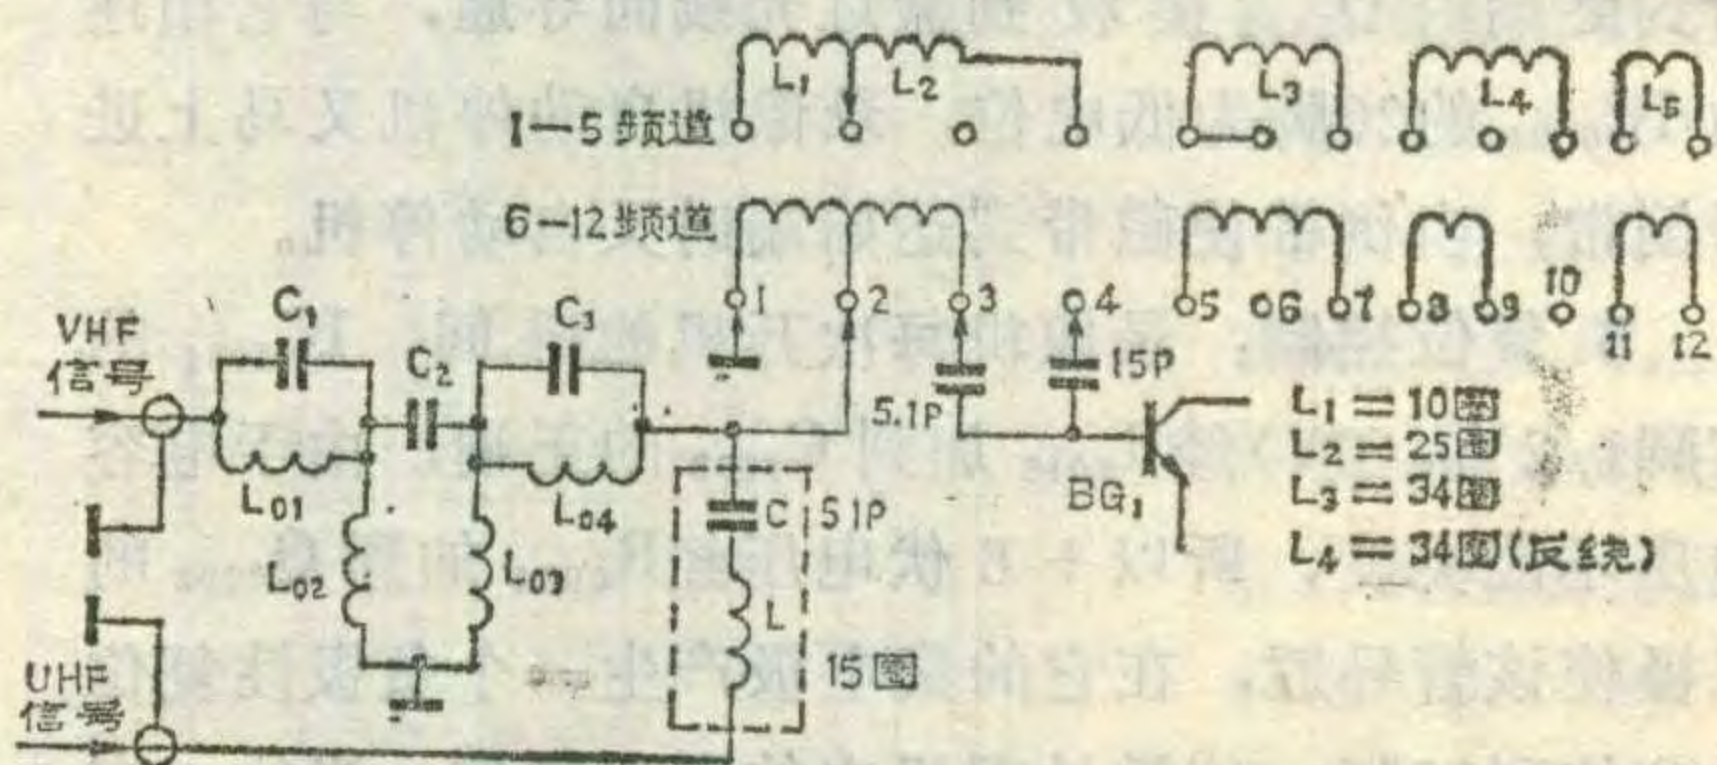 L₁ L₂ L₃ L₄ L₅
1—5 频道
6—12频道
1 2 3 4 5 6 7 8 9 10 11 12
VHF
信号
C₁ C₂ C₃
5.1P 15P
L₀₁ L₀₄
L₀₂ L₀₃
C 51P
L
15圈
BG₁
L₁＝10圈
L₂＝25圈
L₃＝34圈
L₄＝34圈(反绕)
UHF
信号